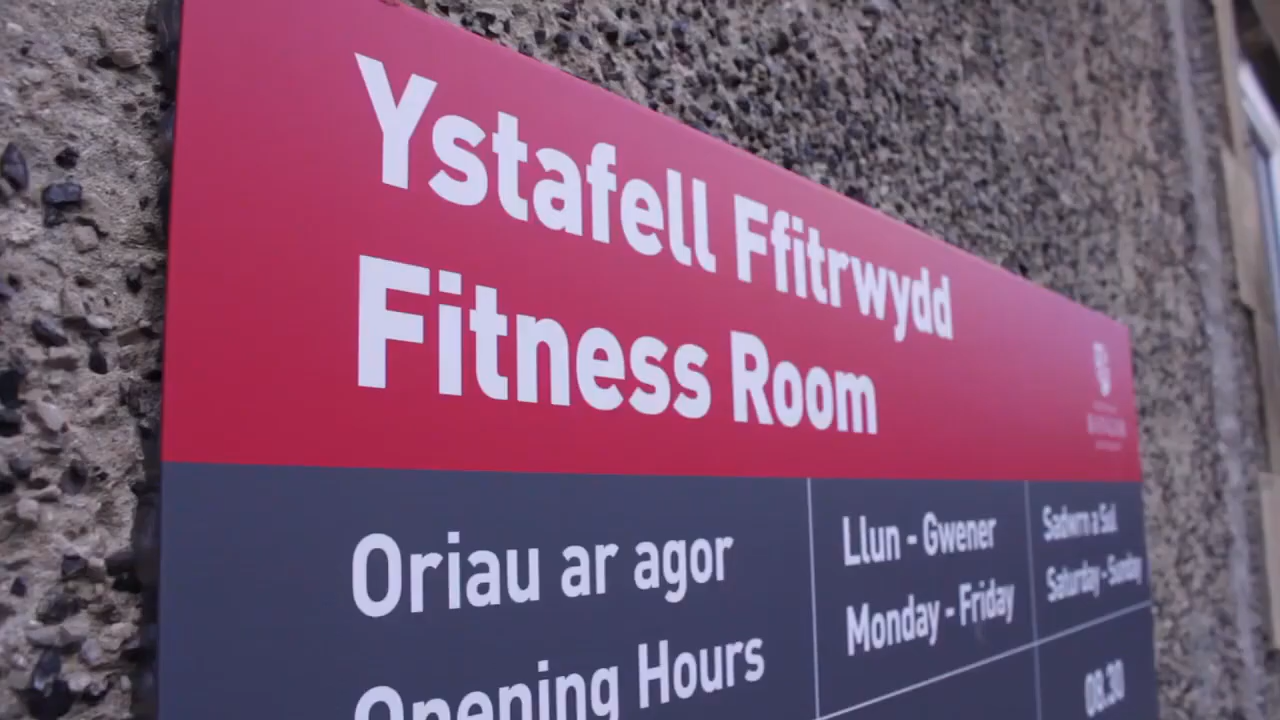 Ystafell Ffitrwydd
Fitness Room
Oriau ar agor
Opening Hours
Llun - Gwener
Monday - Friday
Sadwrn a Sul
Saturday - Sunday
08.30